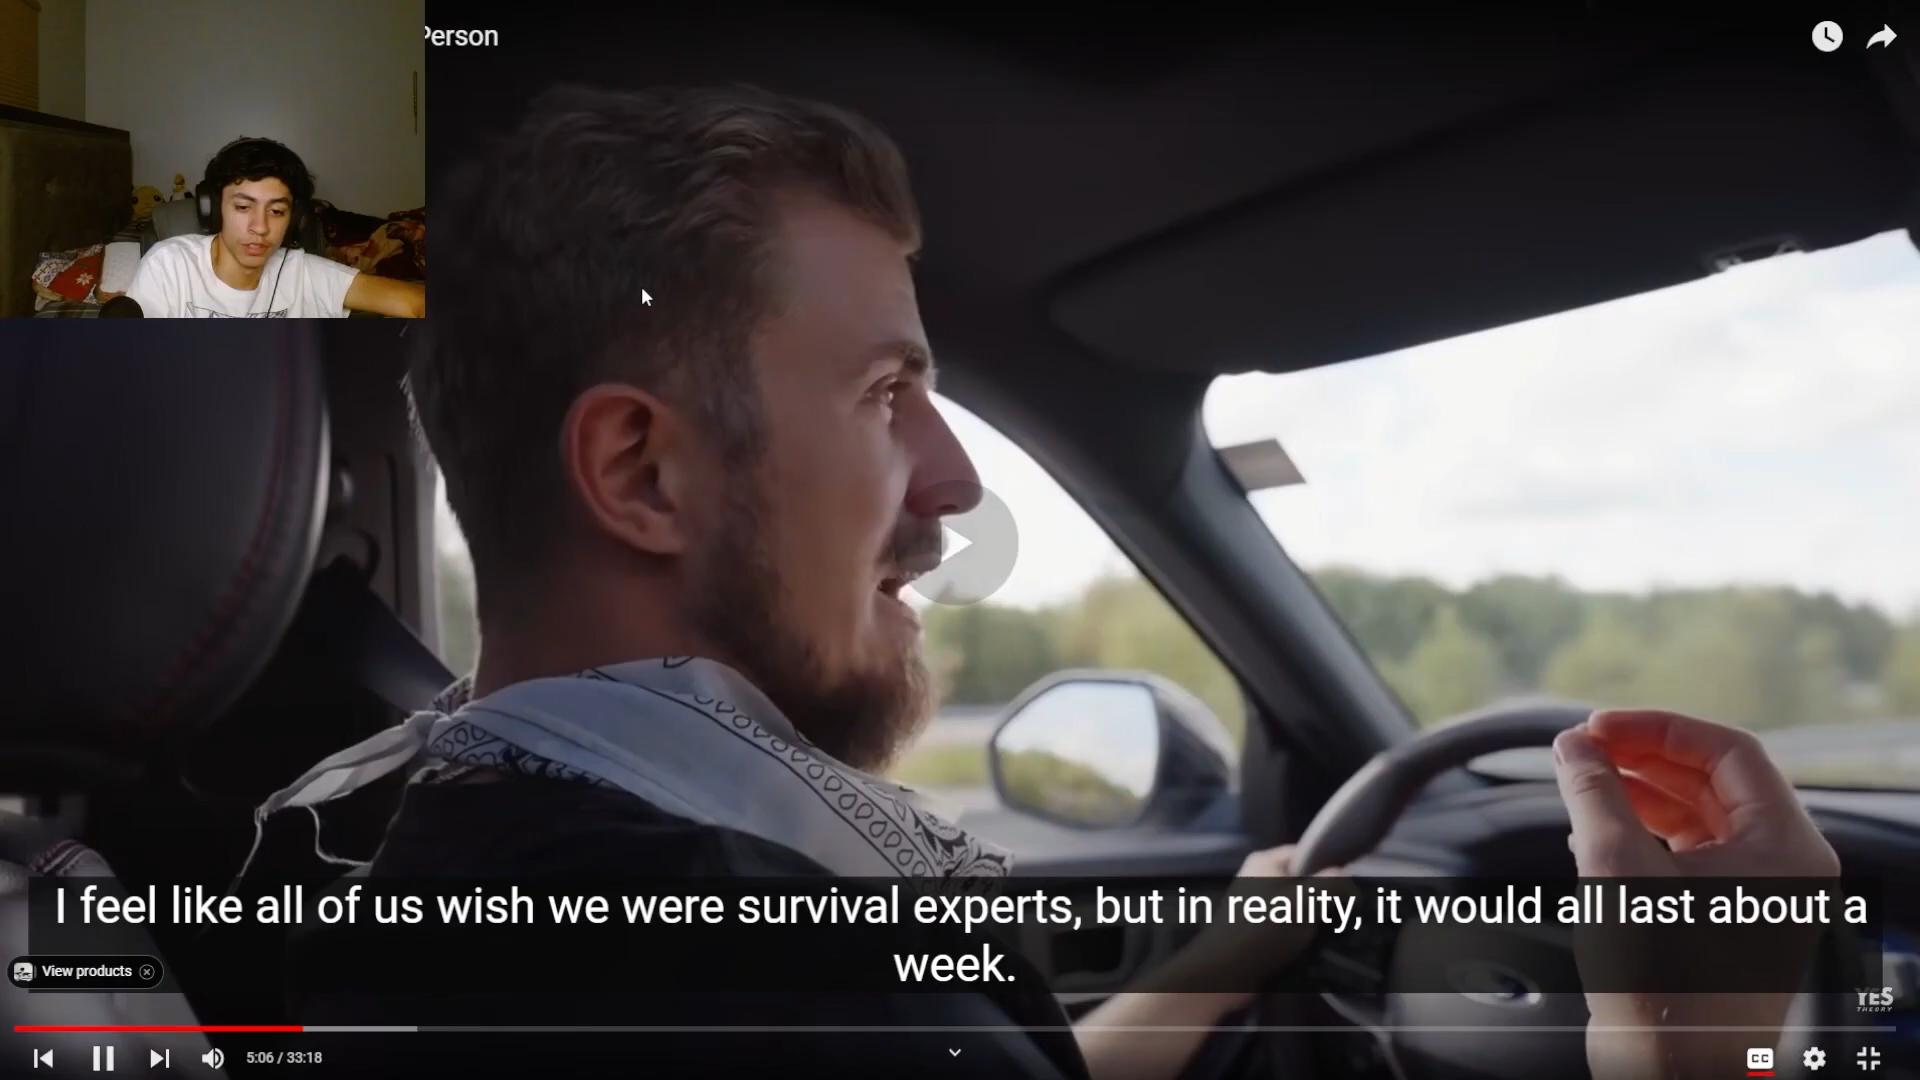 Person
I feel like all of us wish we were survival experts, but in reality, it would all last about a
week.
View products
YES
THEORY
5:06 / 33:18
CC